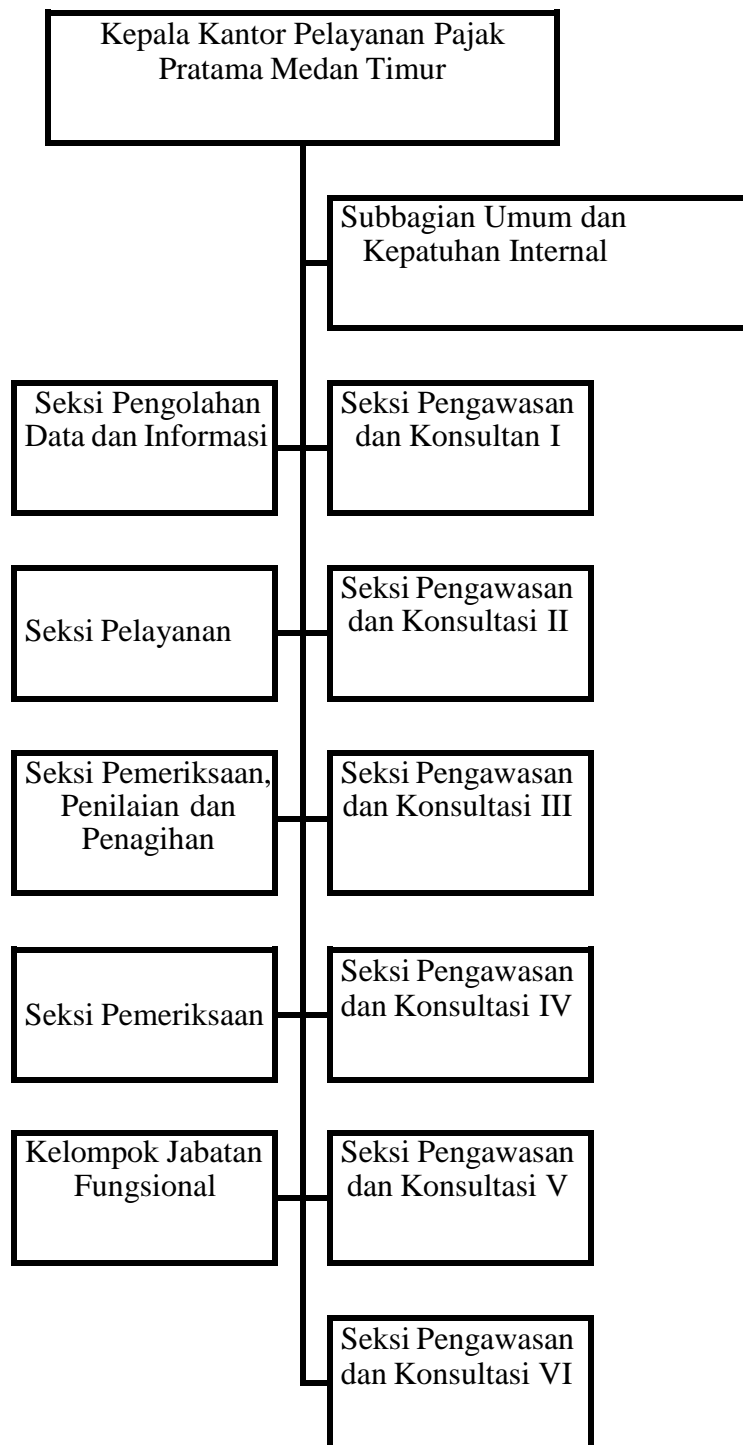 Kepala Kantor Pelayanan Pajak
Pratama Medan Timur
Subbagian Umum dan
Kepatuhan Internal
Seksi Pengolahan
Data dan Informasi
Seksi Pengawasan
dan Konsultan I
Seksi Pelayanan
Seksi Pengawasan
dan Konsultasi II
Seksi Pemeriksaan,
Penilaian dan
Penagihan
Seksi Pengawasan
dan Konsultasi III
Seksi Pemeriksaan
Seksi Pengawasan
dan Konsultasi IV
Kelompok Jabatan
Fungsional
Seksi Pengawasan
dan Konsultasi V
Seksi Pengawasan
dan Konsultasi VI